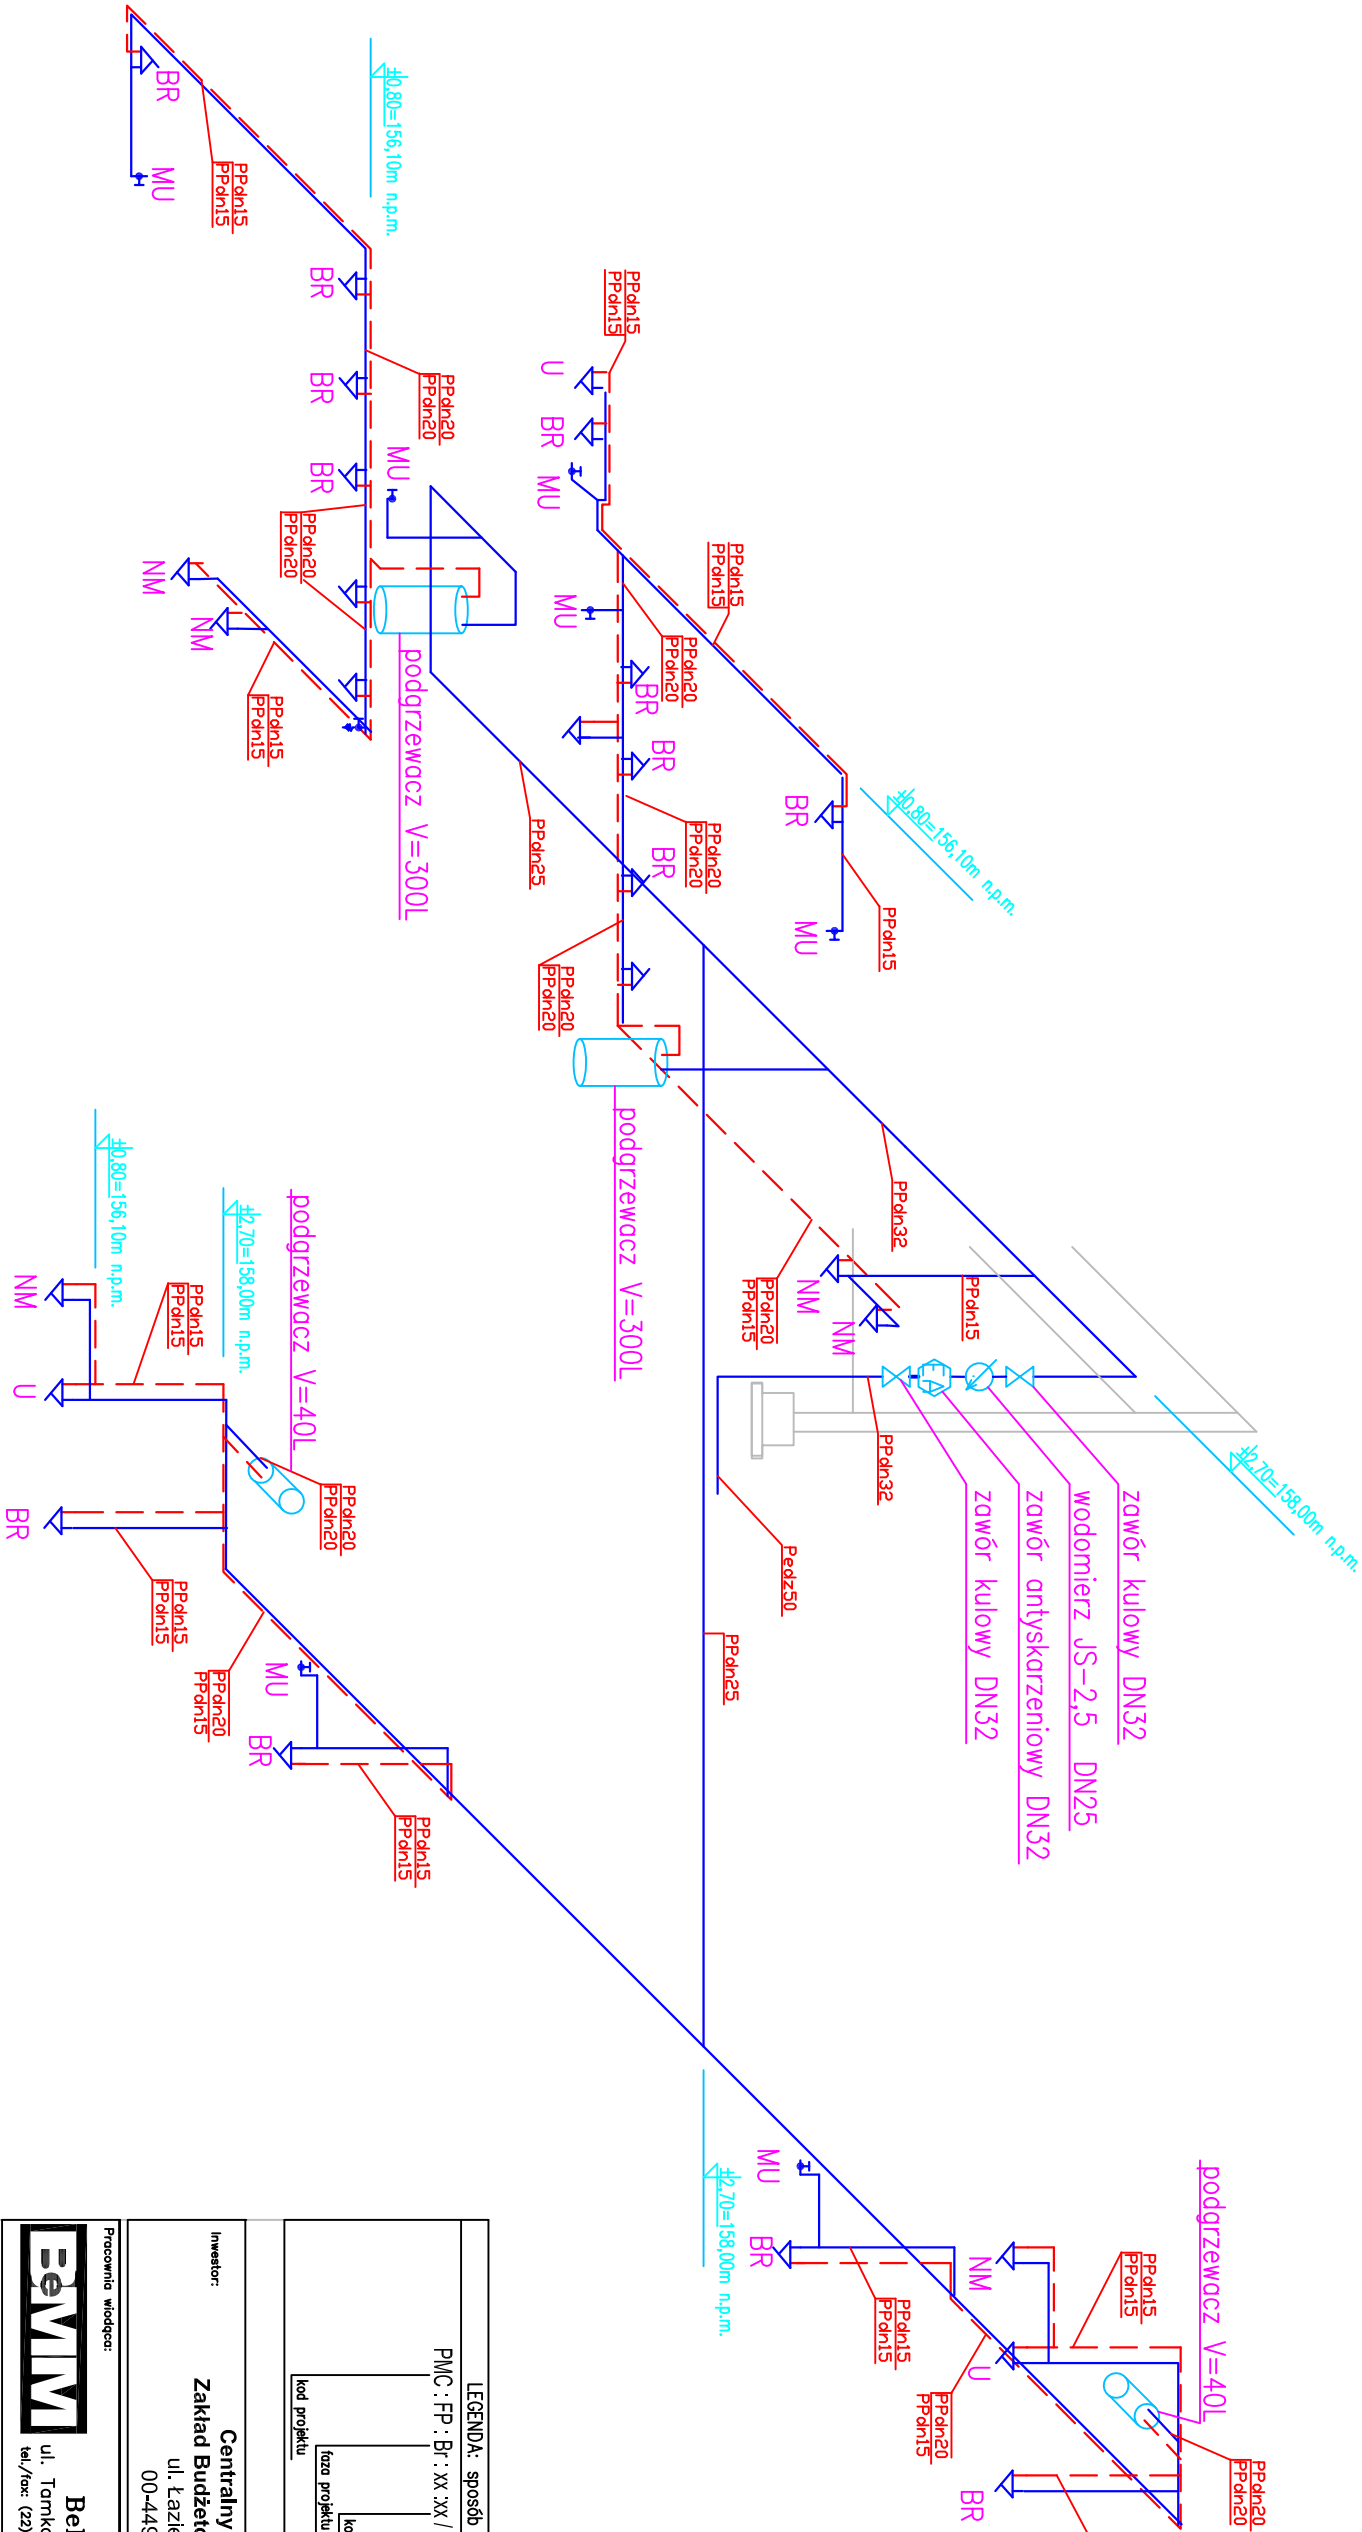 ±0,80=156,10m n.p.m.
BR
MU
PPdn15
PPdn15
BR
BR
BR
PPdn20
PPdn20
MU
PPdn20
PPdn20
NM
NM
PPdn15
PPdn15
podgrzewacz V=300L
PPdn15
PPdn15
U
BR
MU
PPdn15
PPdn15
MU
PPdn20
PPdn20
BR
BR
BR
PPdn20
PPdn20
PPdn20
PPdn20
PPdn25
BR
MU
PPdn15
±0,80=156,10m n.p.m.
podgrzewacz V=300L
PPdn32
PPdn20
PPdn15
NM
NM
PPdn15
PPdn32
Pedz50
EA
±2,70=158,00m n.p.m.
zawór kulowy DN32
wodomierz JS-2,5 DN25
zawór antyskarzeniowy DN32
zawór kulowy DN32
PPdn25
±0,80=156,10m n.p.m.
±2,70=158,00m n.p.m.
podgrzewacz V=40L
NM
U
BR
PPdn15
PPdn15
PPdn20
PPdn20
PPdn15
PPdn15
PPdn20
PPdn15
MU
BR
PPdn15
PPdn15
±2,70=158,00m n.p.m.
MU
BR
PPdn15
PPdn15
PPdn20
PPdn15
NM
U
BR
PPdn15
PPdn15
podgrzewacz V=40L
PPdn20
PPdn20
LEGENDA: sposób
PMC : FP : Br : xx :xx /
kod projektu
faza projektu
Inwestor:
Centralny
Zakład Budżeto
ul. Łazie
00-449
Pracownia wiodąca:
BeMM
ul. Tamka
tel./fax: (22)